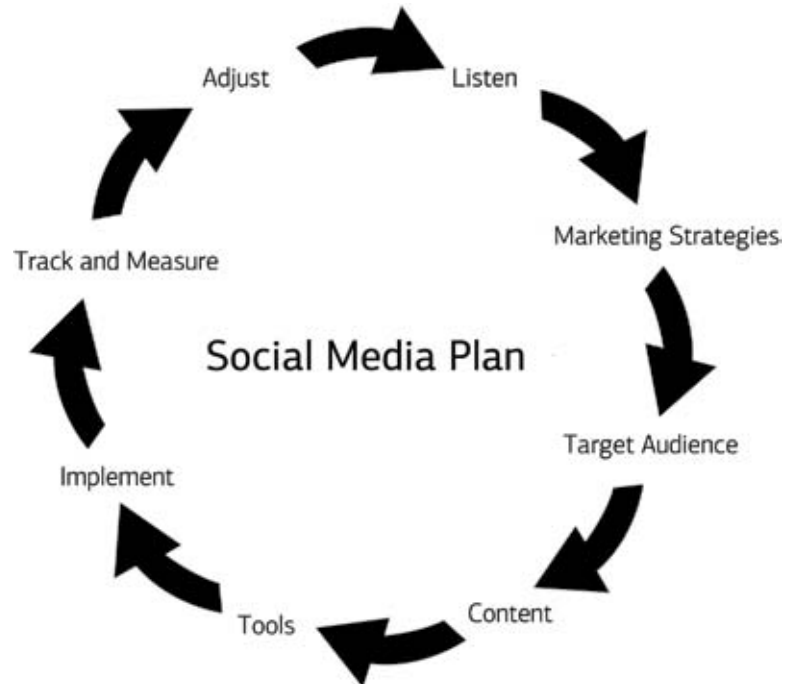 Adjust
Listen
Marketing Strategies
Track and Measure
Social Media Plan
Target Audience
Implement
Content
Tools